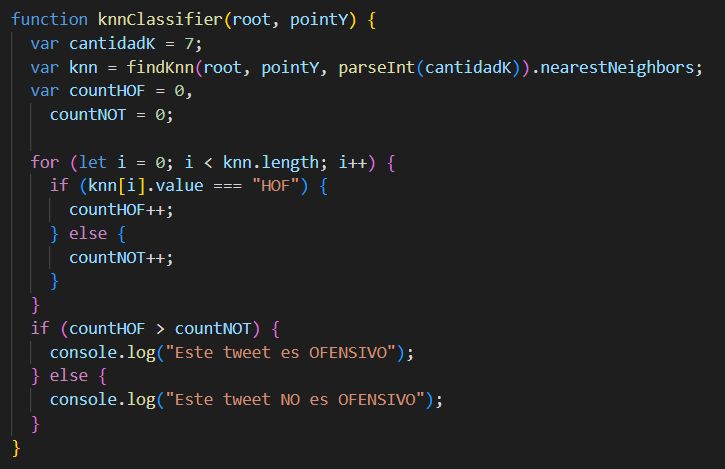 function knnClassifier(root, pointY) {
  var cantidadK = 7;
  var knn = findKnn(root, pointY, parseInt(cantidadK)).nearestNeighbors;
  var countHOF = 0,
    countNOT = 0;

  for (let i = 0; i < knn.length; i++) {
    if (knn[i].value === "HOF") {
      countHOF++;
    } else {
      countNOT++;
    }
  }
  if (countHOF > countNOT) {
    console.log("Este tweet es OFENSIVO");
  } else {
    console.log("Este tweet NO es OFENSIVO");
  }
}